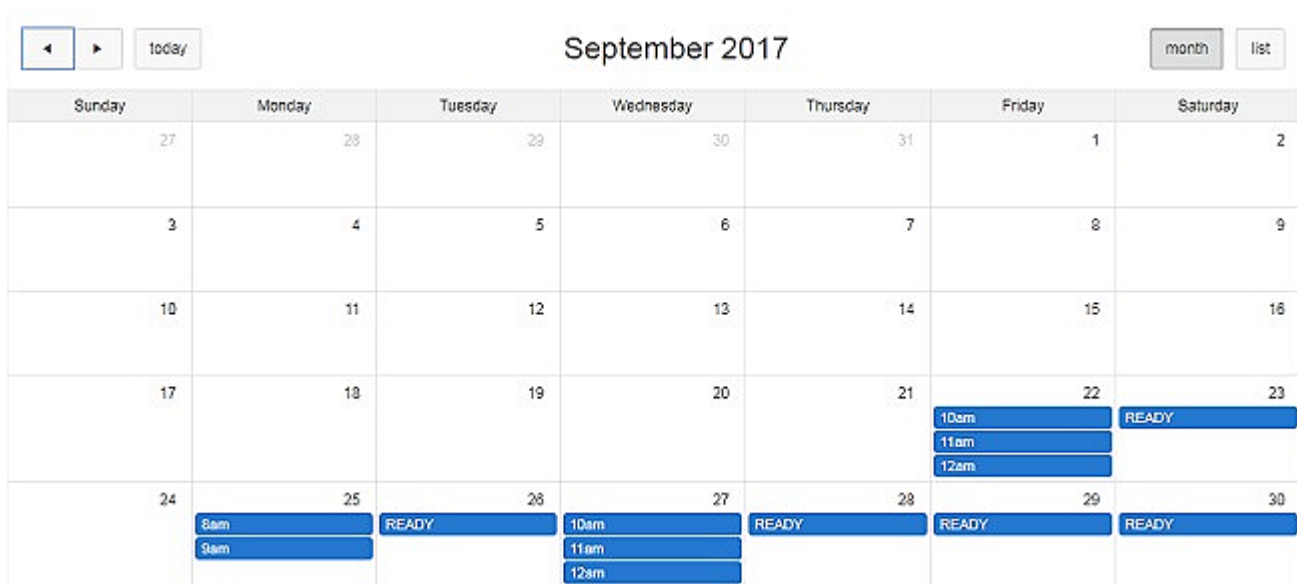 today September 2017 month list
Sunday Monday Tuesday Wednesday Thursday Friday Saturday
27 28 29 30 31 1 2
3 4 5 6 7 8 9
10 11 12 13 14 15 16
17 18 19 20 21 22 23
10am READY
11am
12am
24 25 26 27 28 29 30
8am READY 10am READY READY READY
9am 11am
12am